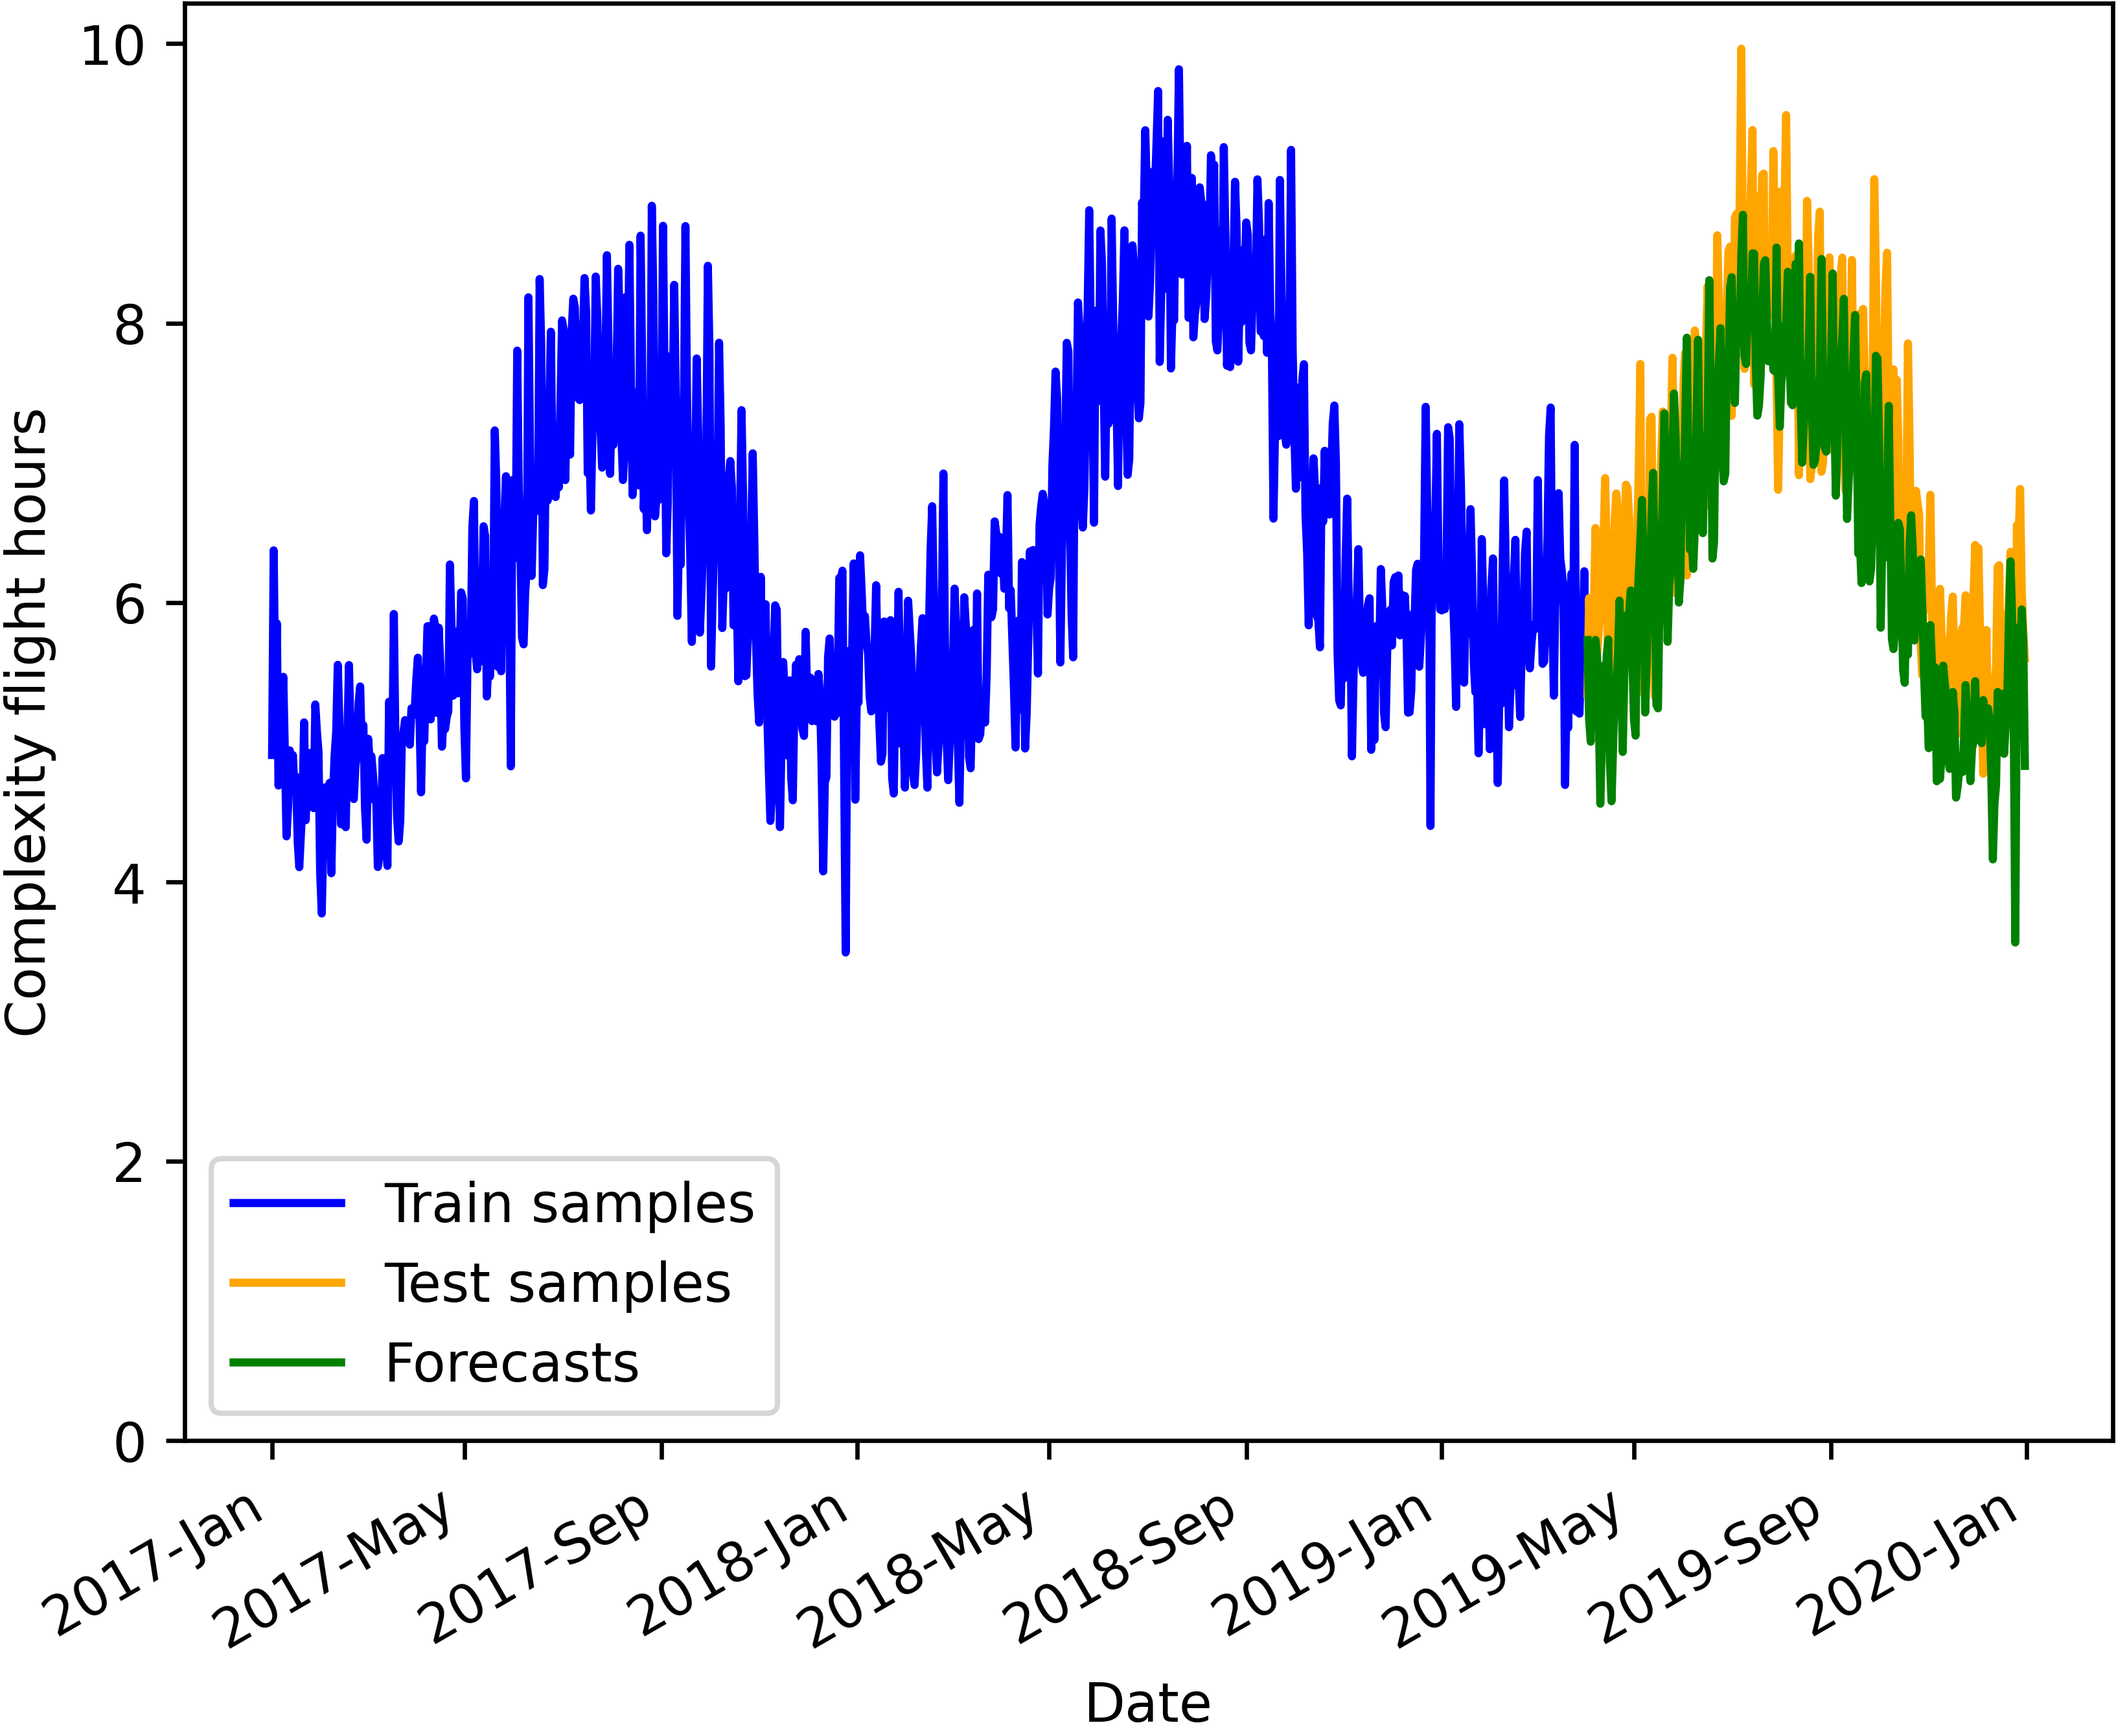 Complexity flight hours
10
8
6
4
2
0
Train samples
Test samples
Forecasts
2017-Jan
2017-May
2017-Sep
2018-Jan
2018-May
2018-Sep
2019-Jan
2019-May
2019-Sep
2020-Jan
Date